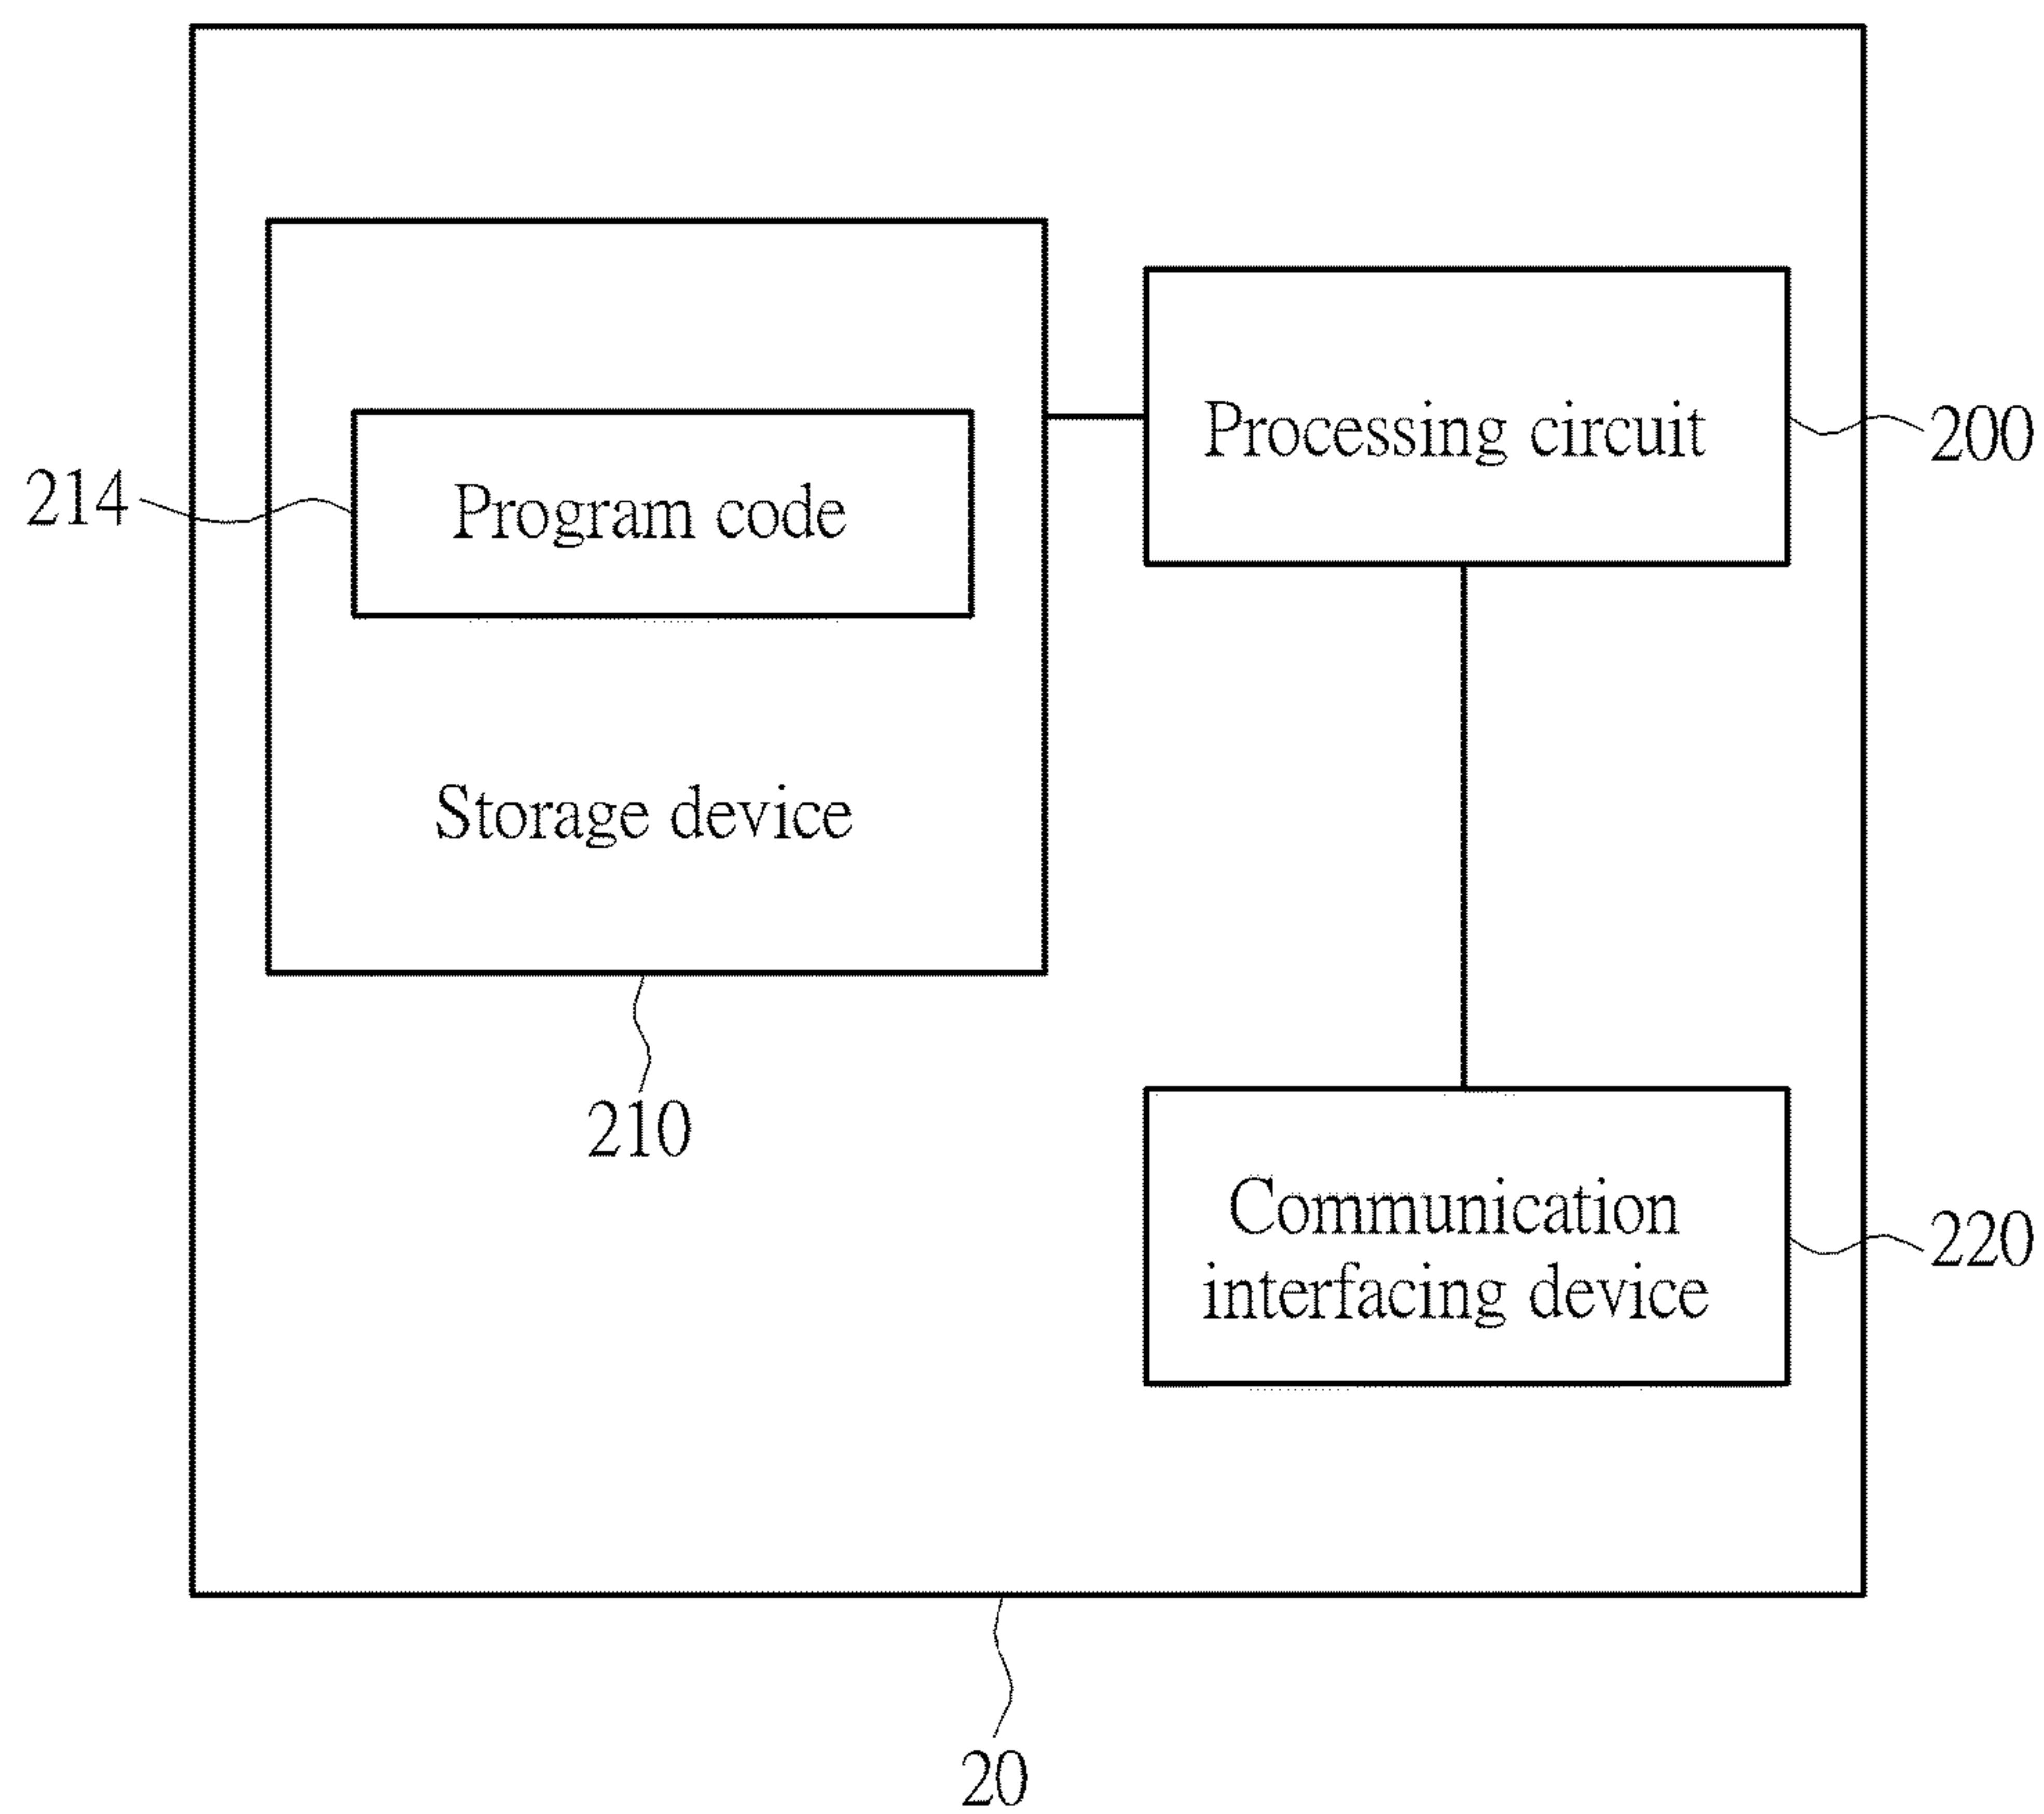 Processing circuit
200
214
Program code
Storage device
210
Communication
interfacing device
220
20